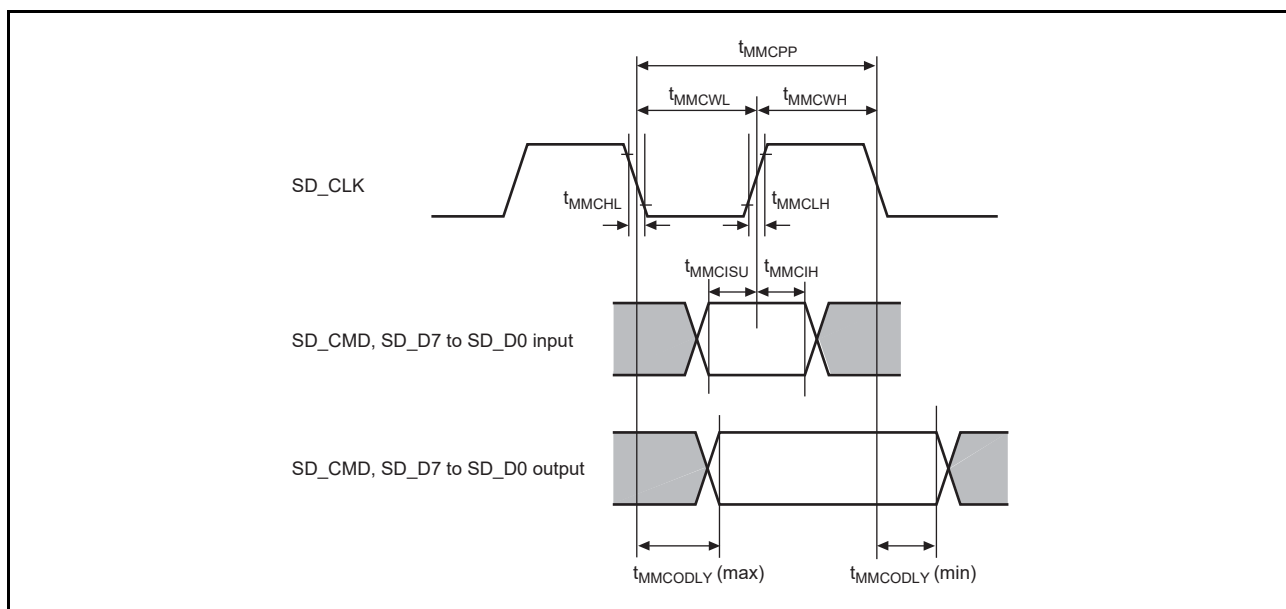 tMMCPP
tMMCWL tMMCWH
SD_CLK
tMMCHL tMMCLH
tMMCISU tMMCIH
SD_CMD, SD_D7 to SD_D0 input
SD_CMD, SD_D7 to SD_D0 output
tMMCODLY (max) tMMCODLY (min)